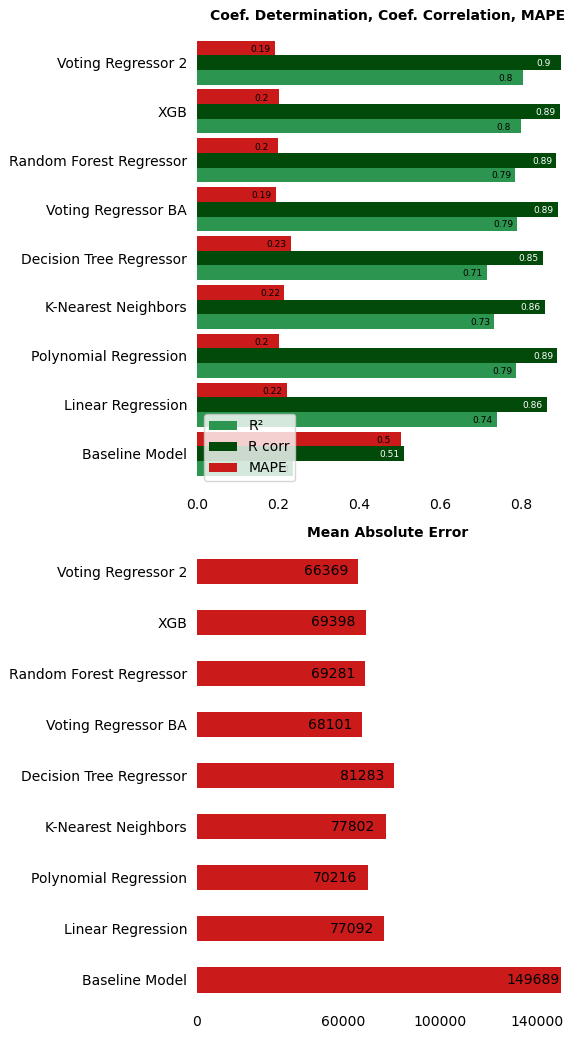 Coef. Determination, Coef. Correlation, MAPE
Voting Regressor 2
0.19
0.9
0.8
XGB
0.2
0.89
0.8
Random Forest Regressor
0.2
0.89
0.79
Voting Regressor BA
0.19
0.89
0.79
Decision Tree Regressor
0.23
0.85
0.71
K-Nearest Neighbors
0.22
0.86
0.73
Polynomial Regression
0.2
0.89
0.79
Linear Regression
0.22
0.86
0.74
Baseline Model
0.5
0.51
R²
R corr
MAPE
0.0 0.2 0.4 0.6 0.8
Mean Absolute Error
Voting Regressor 2 66369
XGB 69398
Random Forest Regressor 69281
Voting Regressor BA 68101
Decision Tree Regressor 81283
K-Nearest Neighbors 77802
Polynomial Regression 70216
Linear Regression 77092
Baseline Model 149689
0 60000 100000 140000